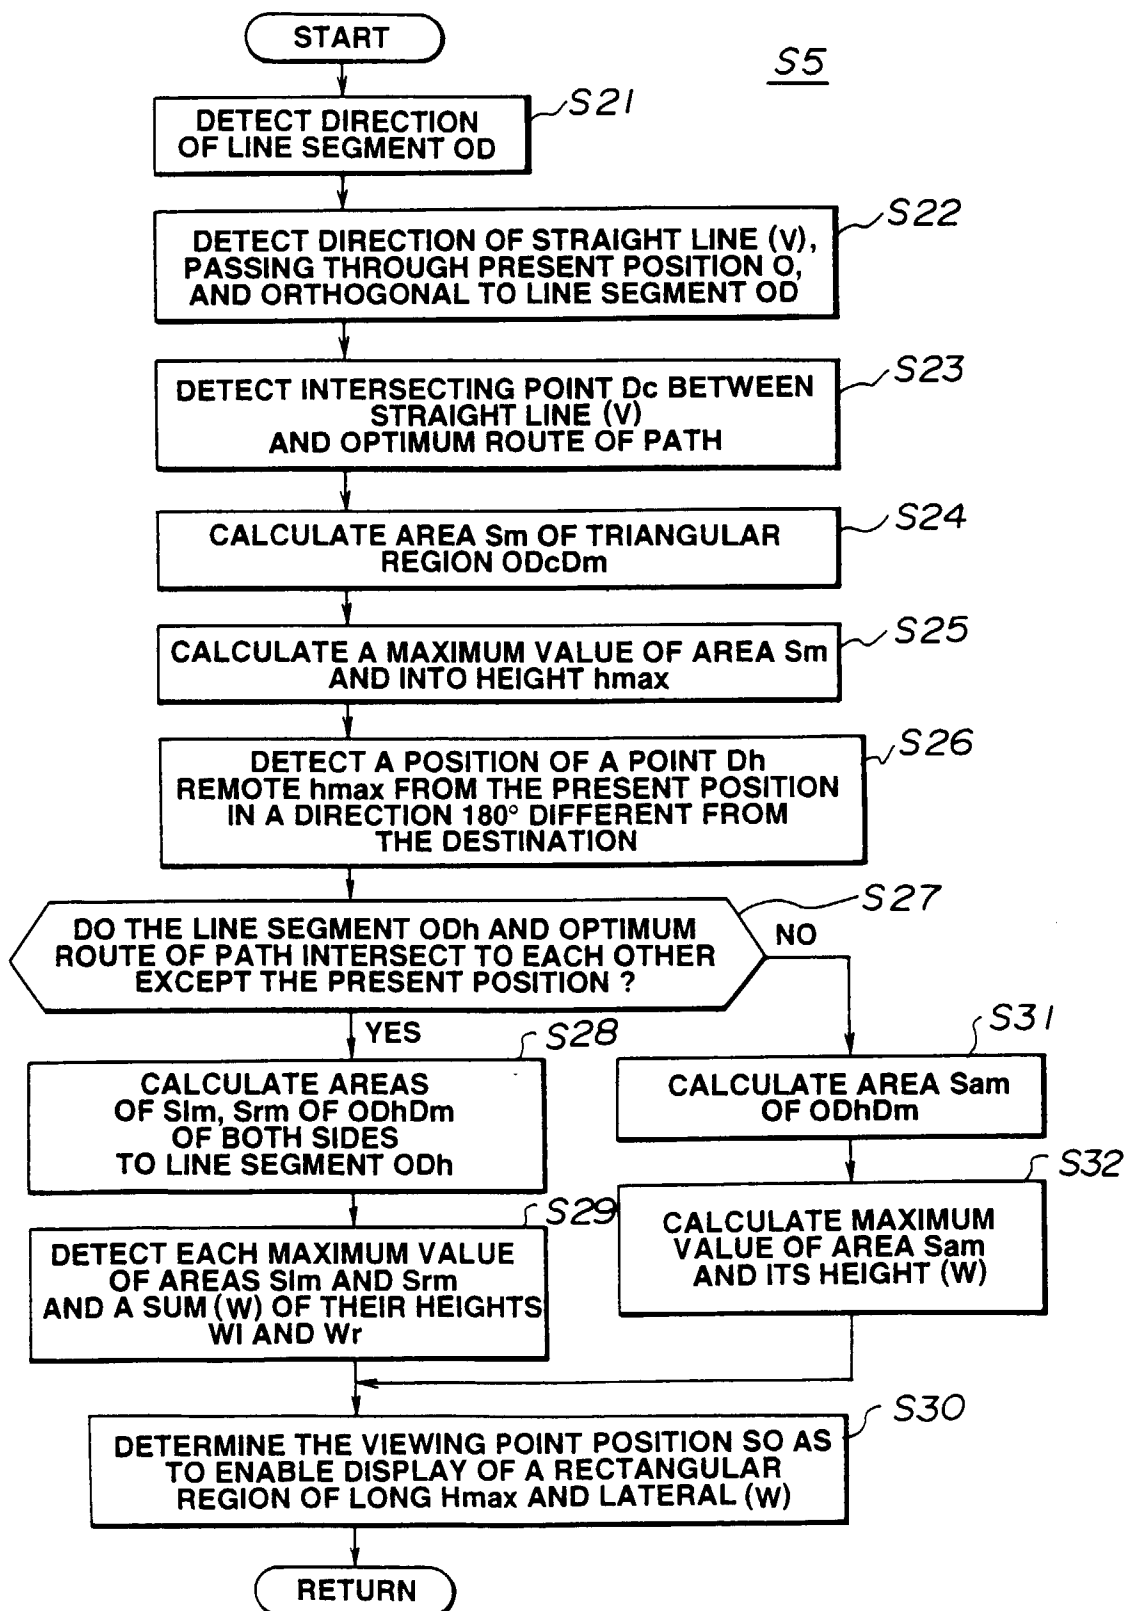 START
S5
S21
DETECT DIRECTION
OF LINE SEGMENT OD
S22
DETECT DIRECTION OF STRAIGHT LINE (V),
PASSING THROUGH PRESENT POSITION O,
AND ORTHOGONAL TO LINE SEGMENT OD
S23
DETECT INTERSECTING POINT Dc BETWEEN
STRAIGHT LINE (V)
AND OPTIMUM ROUTE OF PATH
S24
CALCULATE AREA Sm OF TRIANGULAR
REGION ODcDm
S25
CALCULATE A MAXIMUM VALUE OF AREA Sm
AND INTO HEIGHT hmax
S26
DETECT A POSITION OF A POINT Dh
REMOTE hmax FROM THE PRESENT POSITION
IN A DIRECTION 180° DIFFERENT FROM
THE DESTINATION
S27
DO THE LINE SEGMENT ODh AND OPTIMUM
ROUTE OF PATH INTERSECT TO EACH OTHER
EXCEPT THE PRESENT POSITION ?
NO
YES
S28
CALCULATE AREAS
OF Slm, Srm OF ODhDm
OF BOTH SIDES
TO LINE SEGMENT ODh
S29
DETECT EACH MAXIMUM VALUE
OF AREAS Slm AND Srm
AND A SUM (W) OF THEIR HEIGHTS
Wl AND Wr
S31
CALCULATE AREA Sam
OF ODhDm
S32
CALCULATE MAXIMUM
VALUE OF AREA Sam
AND ITS HEIGHT (W)
S30
DETERMINE THE VIEWING POINT POSITION SO AS
TO ENABLE DISPLAY OF A RECTANGULAR
REGION OF LONG Hmax AND LATERAL (W)
RETURN